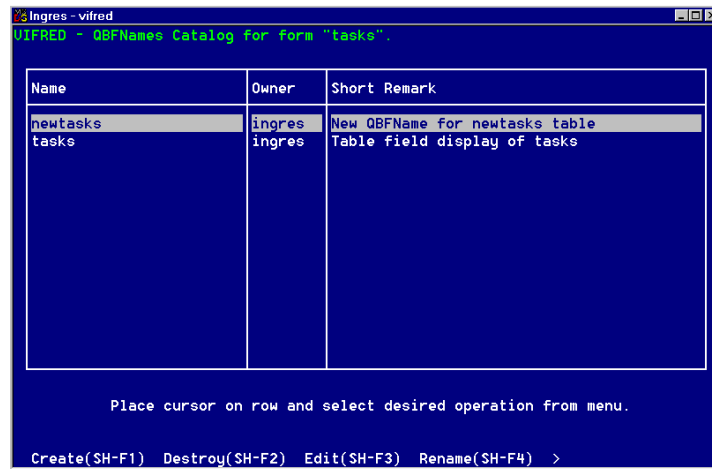 Ingres - vifred
VIFRED - QBFNames Catalog for form "tasks".
Name Owner Short Remark
newtasks ingres New QBFName for newtasks table
tasks ingres Table field display of tasks
Place cursor on row and select desired operation from menu.
Create(SH-F1) Destroy(SH-F2) Edit(SH-F3) Rename(SH-F4) >